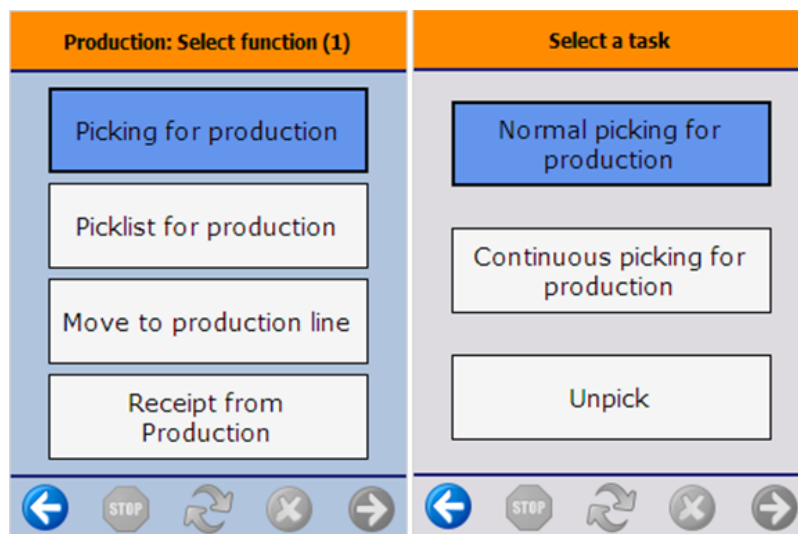 Production: Select function (1)
Picking for production
Picklist for production
Move to production line
Receipt from
Production
STOP
Select a task
Normal picking for
production
Continuous picking for
production
Unpick
STOP